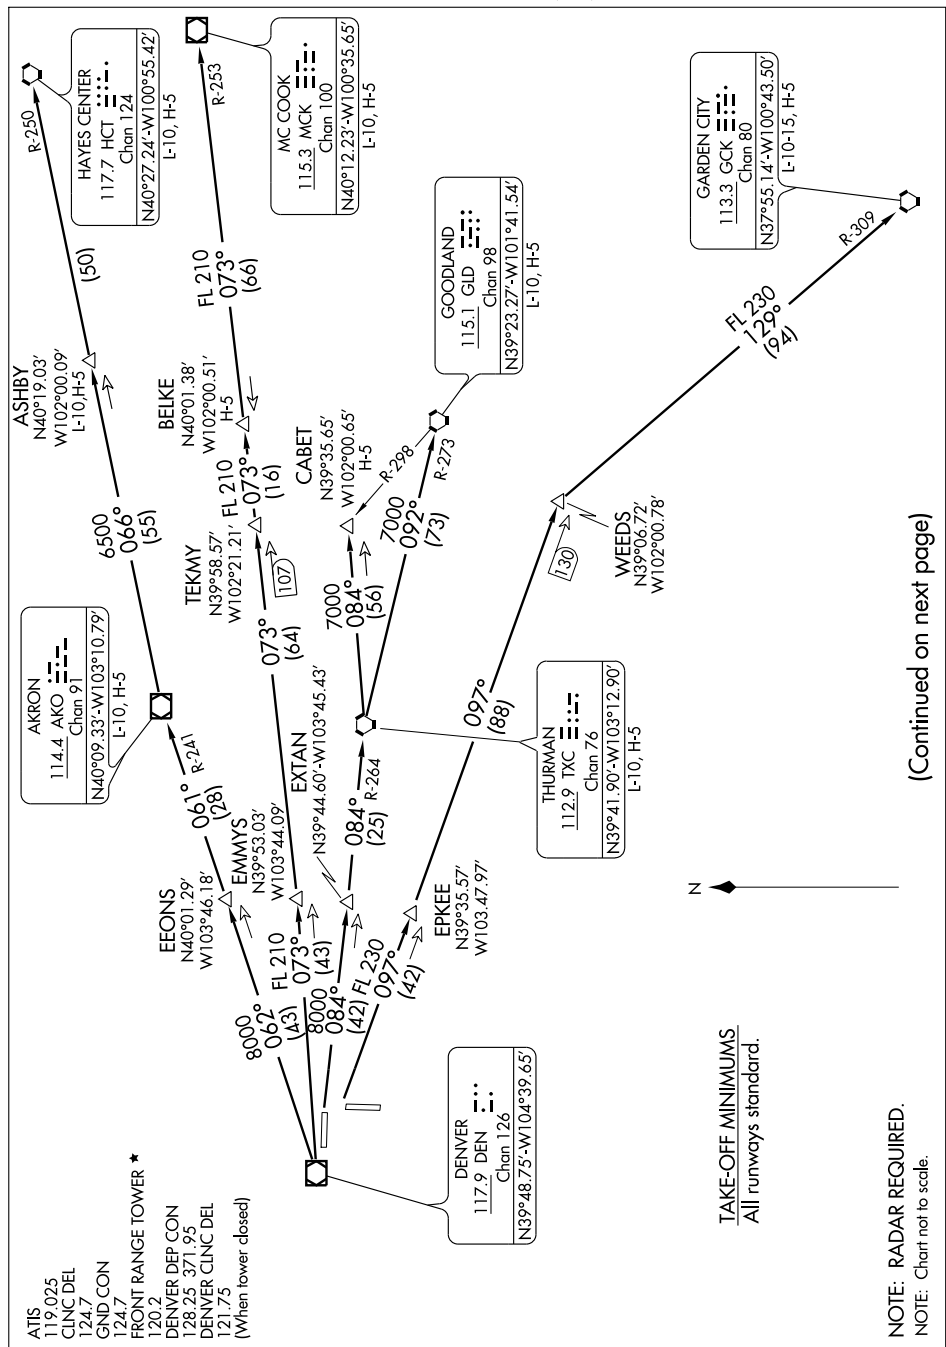 ATIS
119.025
CLNC DEL
124.7
GND CON
124.7
FRONT RANGE TOWER ★
120.2
DENVER DEP CON
128.25 371.95
DENVER CLNC DEL
121.75
(When tower closed)
DENVER
117.9 DEN
Chan 126
N39°48.75'-W104°39.65'
8000
062°
(43)
FL 210
073°
(43)
8000
084°
(42)
FL 230
097°
(42)
EEONS
N40°01.29'
W103°46.18'
EMMYS
N39°53.03'
W103°44.09'
EXTAN
N39°44.60'-W103°45.43'
EPKEE
N39°35.57'
W103.47.97'
061°
(28)
R-241
AKRON
114.4 AKO
Chan 91
N40°09.33'-W103°10.79'
L-10, H-5
6500
066°
(55)
ASHBY
N40°19.03'
W102°00.09'
L-10,H-5
(50)
R-250
HAYES CENTER
117.7 HCT
Chan 124
N40°27.24'-W100°55.42'
L-10, H-5
073°
(64)
107
TEKMY
N39°58.57'
W102°21.21'
FL 210
073°
(16)
BELKE
N40°01.38'
W102°00.51'
H-5
FL 210
073°
(66)
R-253
MC COOK
115.3 MCK
Chan 100
N40°12.23'-W100°35.65'
L-10, H-5
084°
(25)
R-264
THURMAN
112.9 TXC
Chan 76
N39°41.90'-W103°12.90'
L-10, H-5
7000
084°
(56)
CABET
N39°35.65'
W102°00.65'
H-5
R-298
7000
092°
(73)
R-273
GOODLAND
115.1 GLD
Chan 98
N39°23.27'-W101°41.54'
L-10, H-5
097°
(88)
130
WEEDS
N39°06.72'
W102°00.78'
FL 230
129°
(94)
R-309
GARDEN CITY
113.3 GCK
Chan 80
N37°55.14'-W100°43.50'
L-10-15, H-5
N
TAKE-OFF MINIMUMS
All runways standard.
NOTE: RADAR REQUIRED.
NOTE: Chart not to scale.
(Continued on next page)